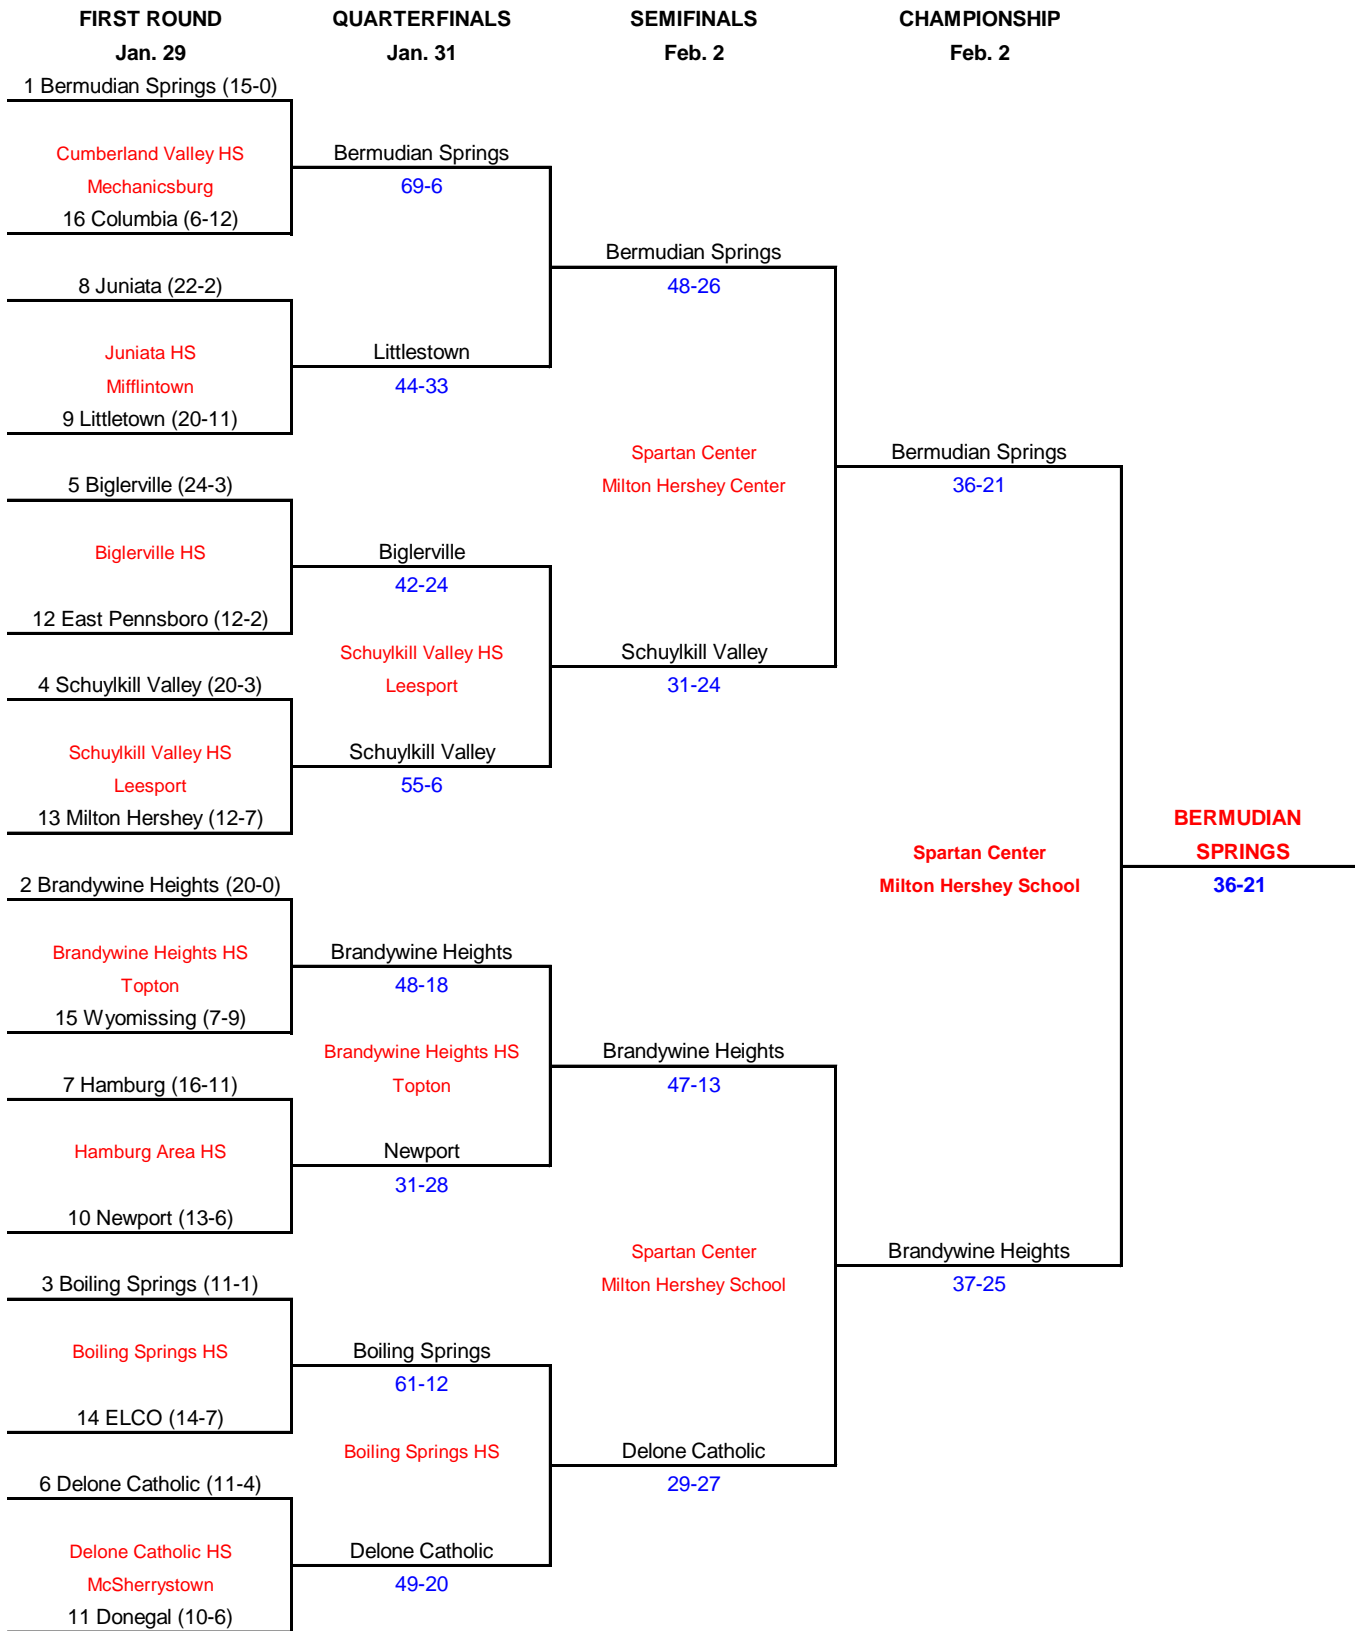 FIRST ROUND
Jan. 29
1 Bermudian Springs (15-0)
Cumberland Valley HS
Mechanicsburg
16 Columbia (6-12)
8 Juniata (22-2)
Juniata HS
Mifflintown
9 Littletown (20-11)
5 Biglerville (24-3)
Biglerville HS
12 East Pennsboro (12-2)
4 Schuylkill Valley (20-3)
Schuylkill Valley HS
Leesport
13 Milton Hershey (12-7)
2 Brandywine Heights (20-0)
Brandywine Heights HS
Topton
15 Wyomissing (7-9)
7 Hamburg (16-11)
Hamburg Area HS
10 Newport (13-6)
3 Boiling Springs (11-1)
Boiling Springs HS
14 ELCO (14-7)
6 Delone Catholic (11-4)
Delone Catholic HS
McSherrystown
11 Donegal (10-6)
QUARTERFINALS
Jan. 31
Bermudian Springs
69-6
Littlestown
44-33
Biglerville
42-24
Schuylkill Valley HS
Leesport
Schuylkill Valley
55-6
Brandywine Heights
48-18
Brandywine Heights HS
Topton
Newport
31-28
Boiling Springs
61-12
Boiling Springs HS
Delone Catholic
49-20
SEMIFINALS
Feb. 2
Bermudian Springs
48-26
Spartan Center
Milton Hershey Center
Schuylkill Valley
31-24
Brandywine Heights
47-13
Spartan Center
Milton Hershey School
Delone Catholic
29-27
CHAMPIONSHIP
Feb. 2
Bermudian Springs
36-21
Spartan Center
Milton Hershey School
Brandywine Heights
37-25
BERMUDIAN
SPRINGS
36-21